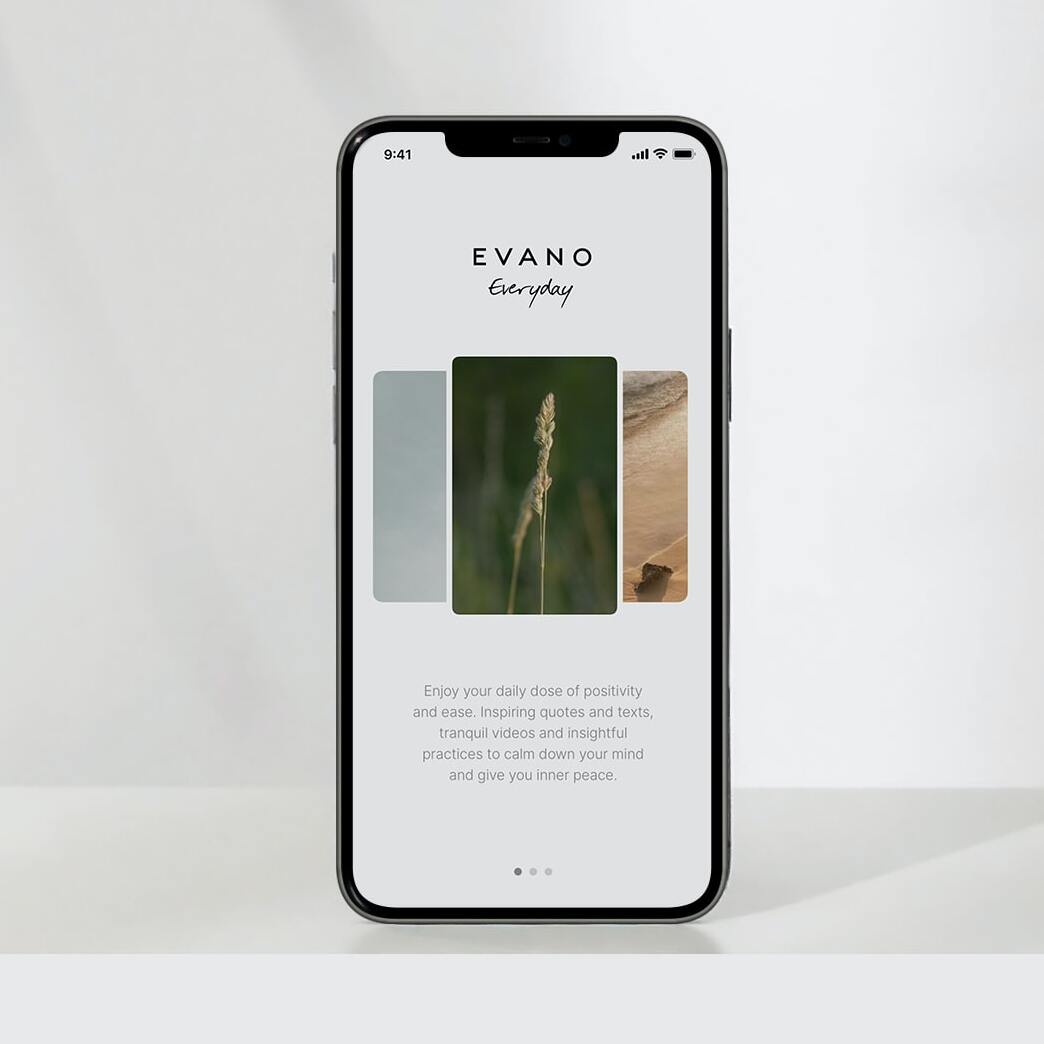 9:41
EVANO
Everyday
Enjoy your daily dose of positivity
and ease. Inspiring quotes and texts,
tranquil videos and insightful
practices to calm down your mind
and give you inner peace.